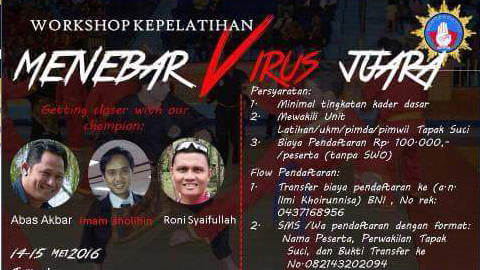 WORKSHOP KEPELATIHAN
MENEBAR VIRUS JUARA
Getting closer with our
champion:
Abas Akbar
imam sholihin
Roni Syaifullah
14-15 MEI 2016
Persyaratan:
1. Minimal tingkatan kader dasar
2. Mewakili Unit
Latihan/ukm/pimda/pimwil Tapak Suci
3. Biaya Pendaftaran Rp. 100.000,-
/peserta (tanpa SWO)
Flow Pendaftaran:
1. Transfer biaya pendaftaran ke (a.n.
Ilmi Khoirunnisa) BNI , No rek:
0437168956
2. SMS /Wa pendaftaran dengan format:
Nama Peserta, Perwakilan Tapak
Suci, dan Bukti Transfer ke
No.082143202094